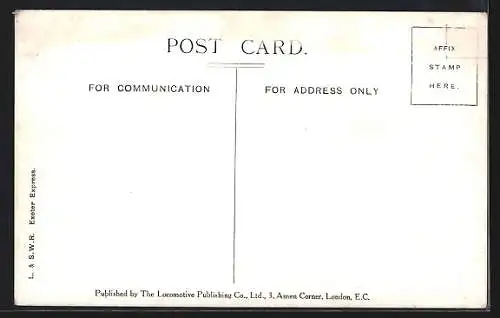 POST CARD.
AFFIX
STAMP
HERE.
FOR COMMUNICATION
FOR ADDRESS ONLY
L. & S.W.R. Exeter Express.
Published by The Locomotive Publishing Co., Ltd., 3, Amen Corner, London, E.C.